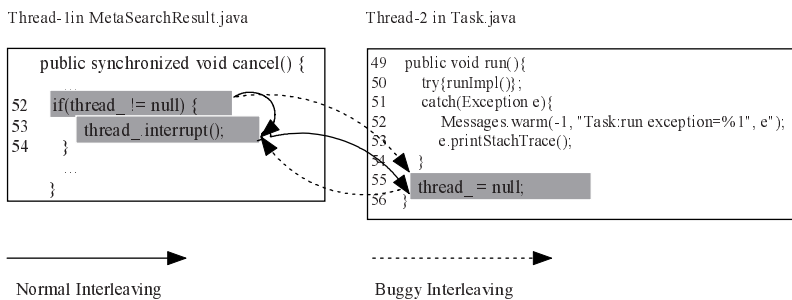 Thread-1in MetaSearchResult.java
public synchronized void cancel() {
...
52 if(thread_ != null) {
53 thread_.interrupt();
54 }
...
}
Thread-2 in Task.java
49 public void run(){
50 try{runImpl()};
51 catch(Exception e){
52 Messages.warm(-1, "Task:run exception=%1", e");
53 e.printStachTrace();
54 }
55 thread_ = null;
56 }
Normal Interleaving
Buggy Interleaving